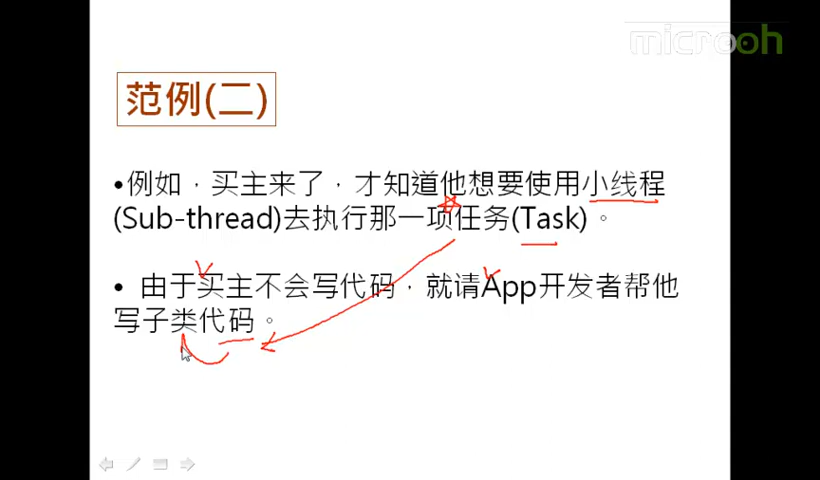 microoh
范例(二)
•例如，买主来了，才知道他想要使用小线程
(Sub-thread)去执行那一项任务(Task)。
• 由于买主不会写代码，就请App开发者帮他
写子类代码。